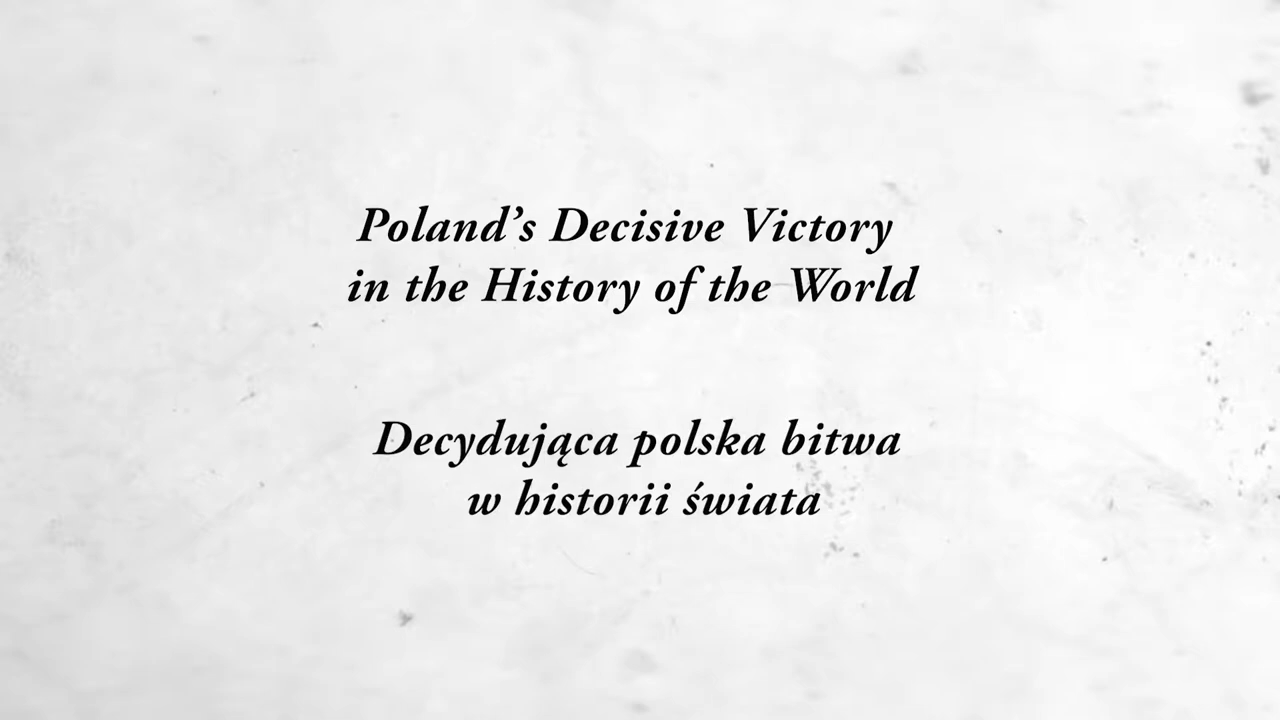 Poland’s Decisive Victory
in the History of the World
Decydująca polska bitwa
w historii świata